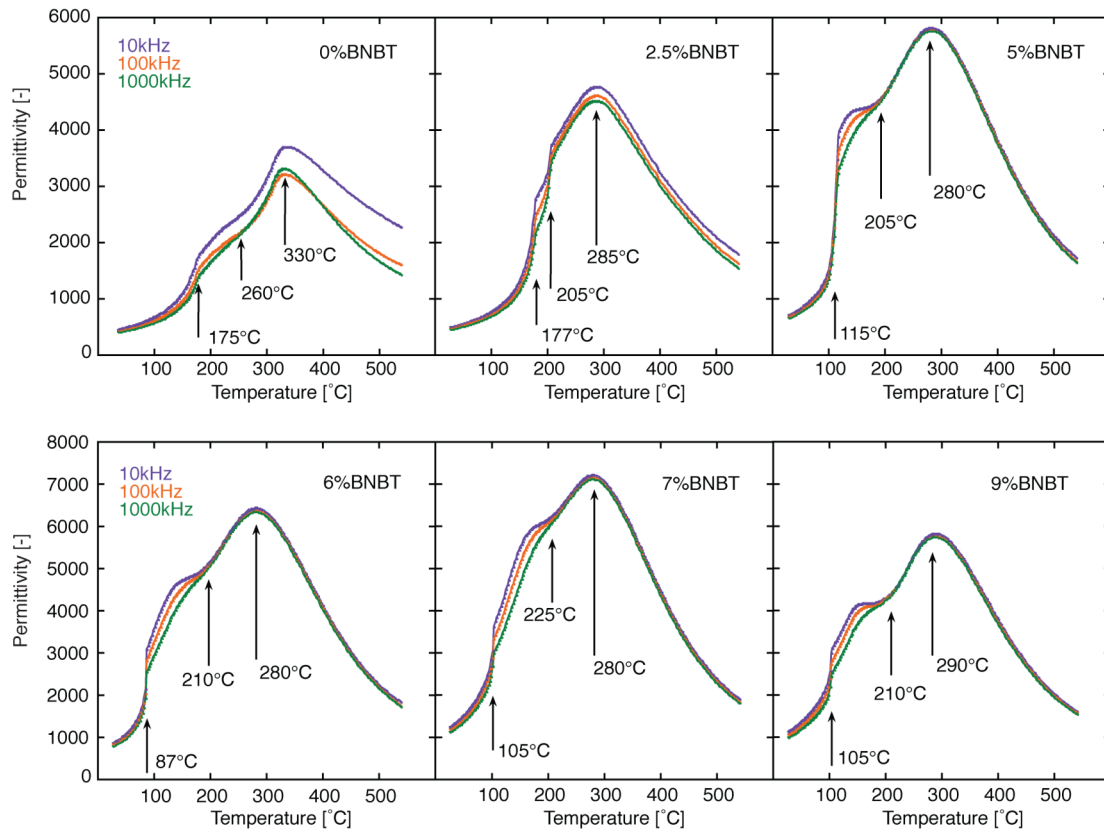 6000
5000
4000
3000
2000
1000
0
Permittivity [-]
10kHz
100kHz
1000kHz
0%BNBT
175°C
260°C
330°C
100 200 300 400 500
Temperature [˚C]
2.5%BNBT
177°C
205°C
285°C
100 200 300 400 500
Temperature [˚C]
5%BNBT
115°C
205°C
280°C
100 200 300 400 500
Temperature [˚C]
8000
7000
6000
5000
4000
3000
2000
1000
0
Permittivity [-]
10kHz
100kHz
1000kHz
6%BNBT
87°C
210°C
280°C
100 200 300 400 500
Temperature [˚C]
7%BNBT
105°C
225°C
280°C
100 200 300 400 500
Temperature [˚C]
9%BNBT
105°C
210°C
290°C
100 200 300 400 500
Temperature [˚C]